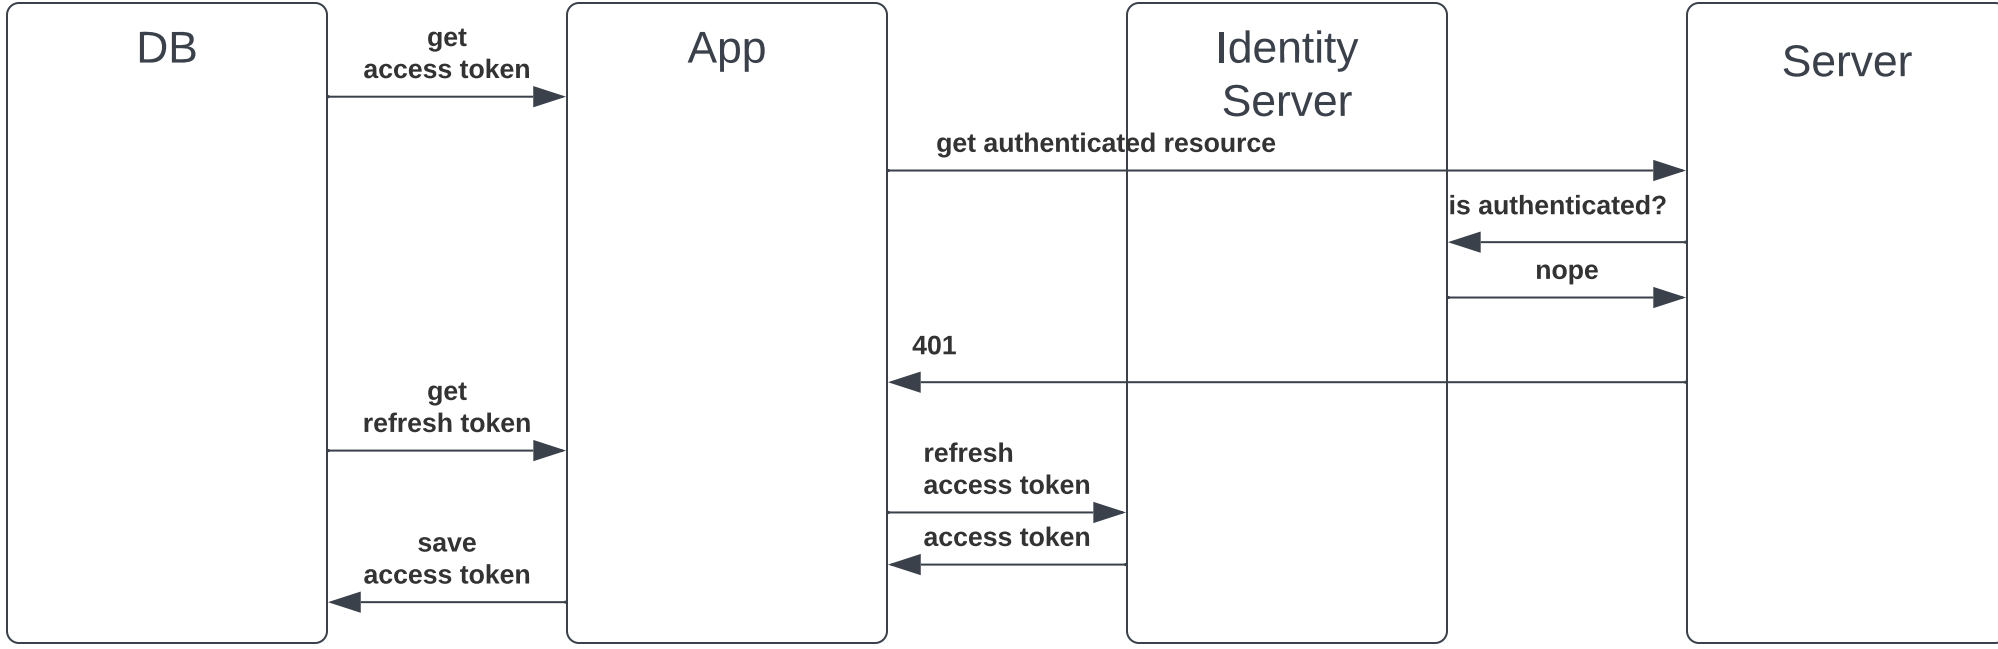 DB
App
Identity
Server
Server
get
access token
get authenticated resource
is authenticated?
nope
401
get
refresh token
refresh
access token
access token
save
access token